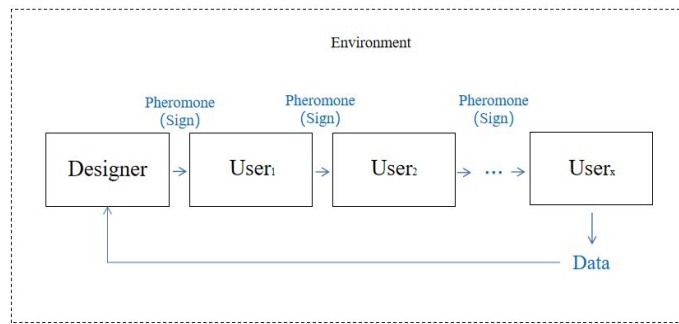 Environment
Pheromone
(Sign)
Pheromone
(Sign)
Pheromone
(Sign)
Designer
User₁
User₂
...
Userₓ
Data